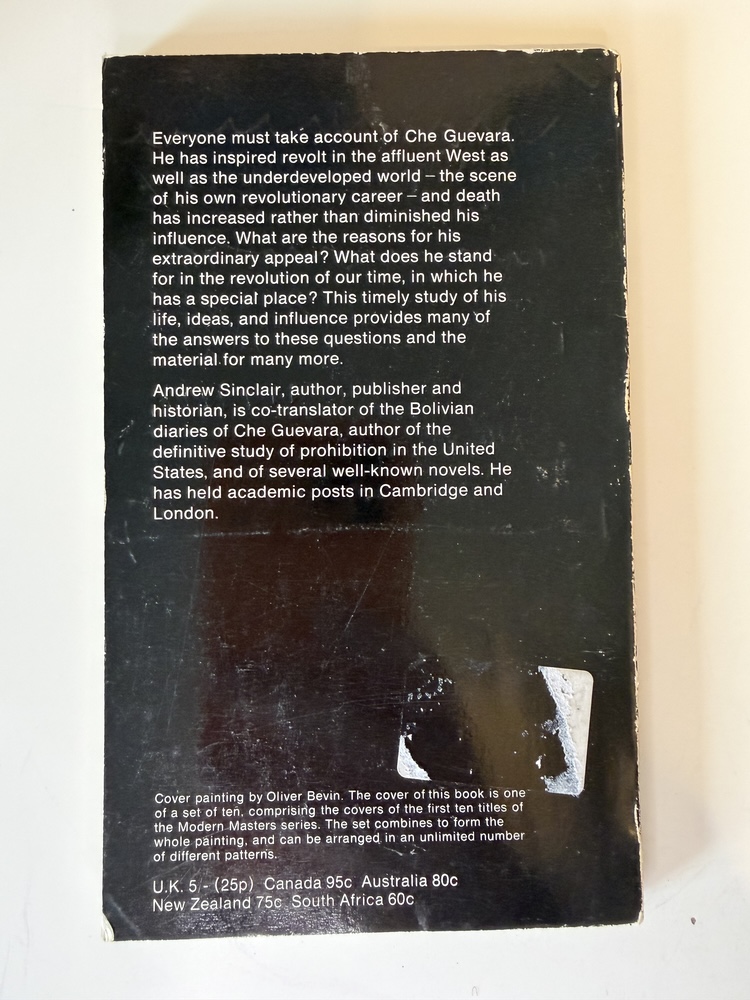 Everyone must take account of Che Guevara.
He has inspired revolt in the affluent West as
well as the underdeveloped world – the scene
of his own revolutionary career – and death
has increased rather than diminished his
influence. What are the reasons for his
extraordinary appeal? What does he stand
for in the revolution of our time, in which he
has a special place? This timely study of his
life, ideas, and influence provides many of
the answers to these questions and the
material for many more.
Andrew Sinclair, author, publisher and
historian, is co-translator of the Bolivian
diaries of Che Guevara, author of the
definitive study of prohibition in the United
States, and of several well-known novels. He
has held academic posts in Cambridge and
London.
Cover painting by Oliver Bevin. The cover of this book is one
of a set of ten, comprising the covers of the first ten titles of
the Modern Masters series. The set combines to form the
whole painting, and can be arranged in an unlimited number
of different patterns.
U.K. 5 - (25p) Canada 95c Australia 80c
New Zealand 75c South Africa 60c